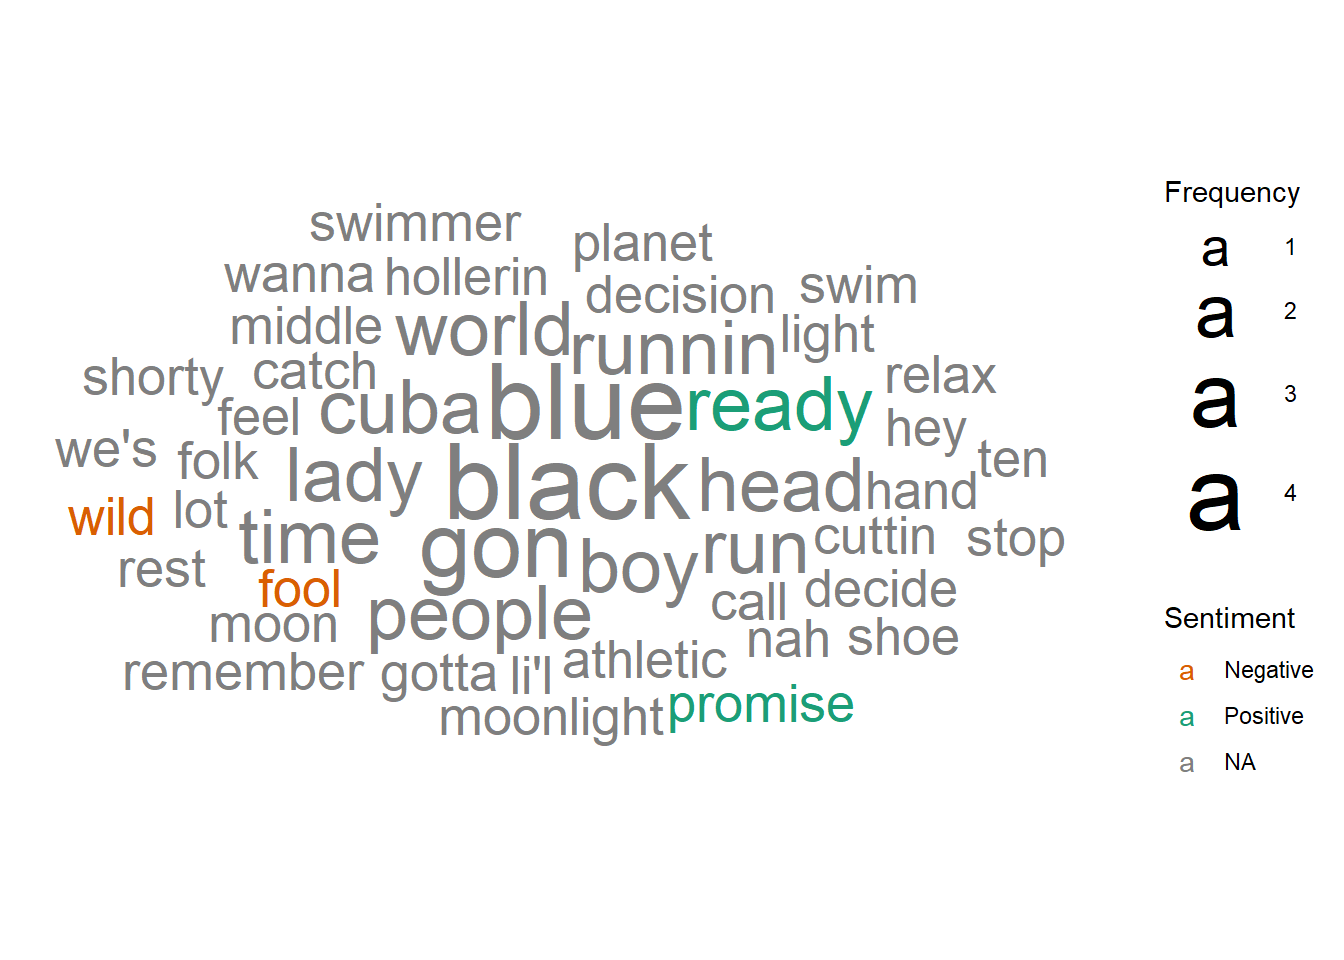 swimmer
planet
wanna hollerin
decision swim
middle world runnin light
shorty catch relax
feel cuba blue ready hey
we's folk lady black head hand ten
wild lot time gon boy run cuttin stop
rest fool people call decide
moon nah shoe
remember gotta li'l athletic
moonlight promise
Frequency
a 1
a 2
a 3
a 4
Sentiment
a Negative
a Positive
a NA